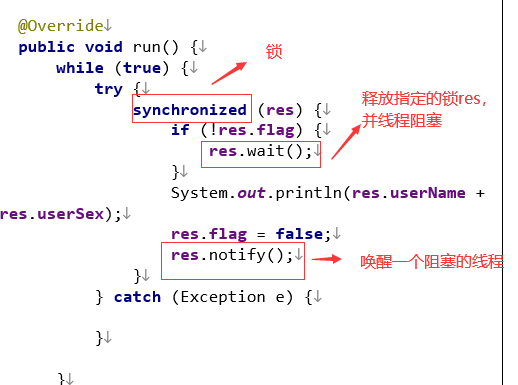 @Override↓
public void run() {↓
while (true) {↓
锁
try {↓
synchronized (res) {↓
释放指定的锁res，
并线程阻塞
if (!res.flag) {↓
res.wait();↓
}↓
System.out.println(res.userName +
res.userSex);↓
res.flag = false;↓
res.notify();↓
唤醒一个阻塞的线程
}↓
} catch (Exception e) {↓
}↓
}↓